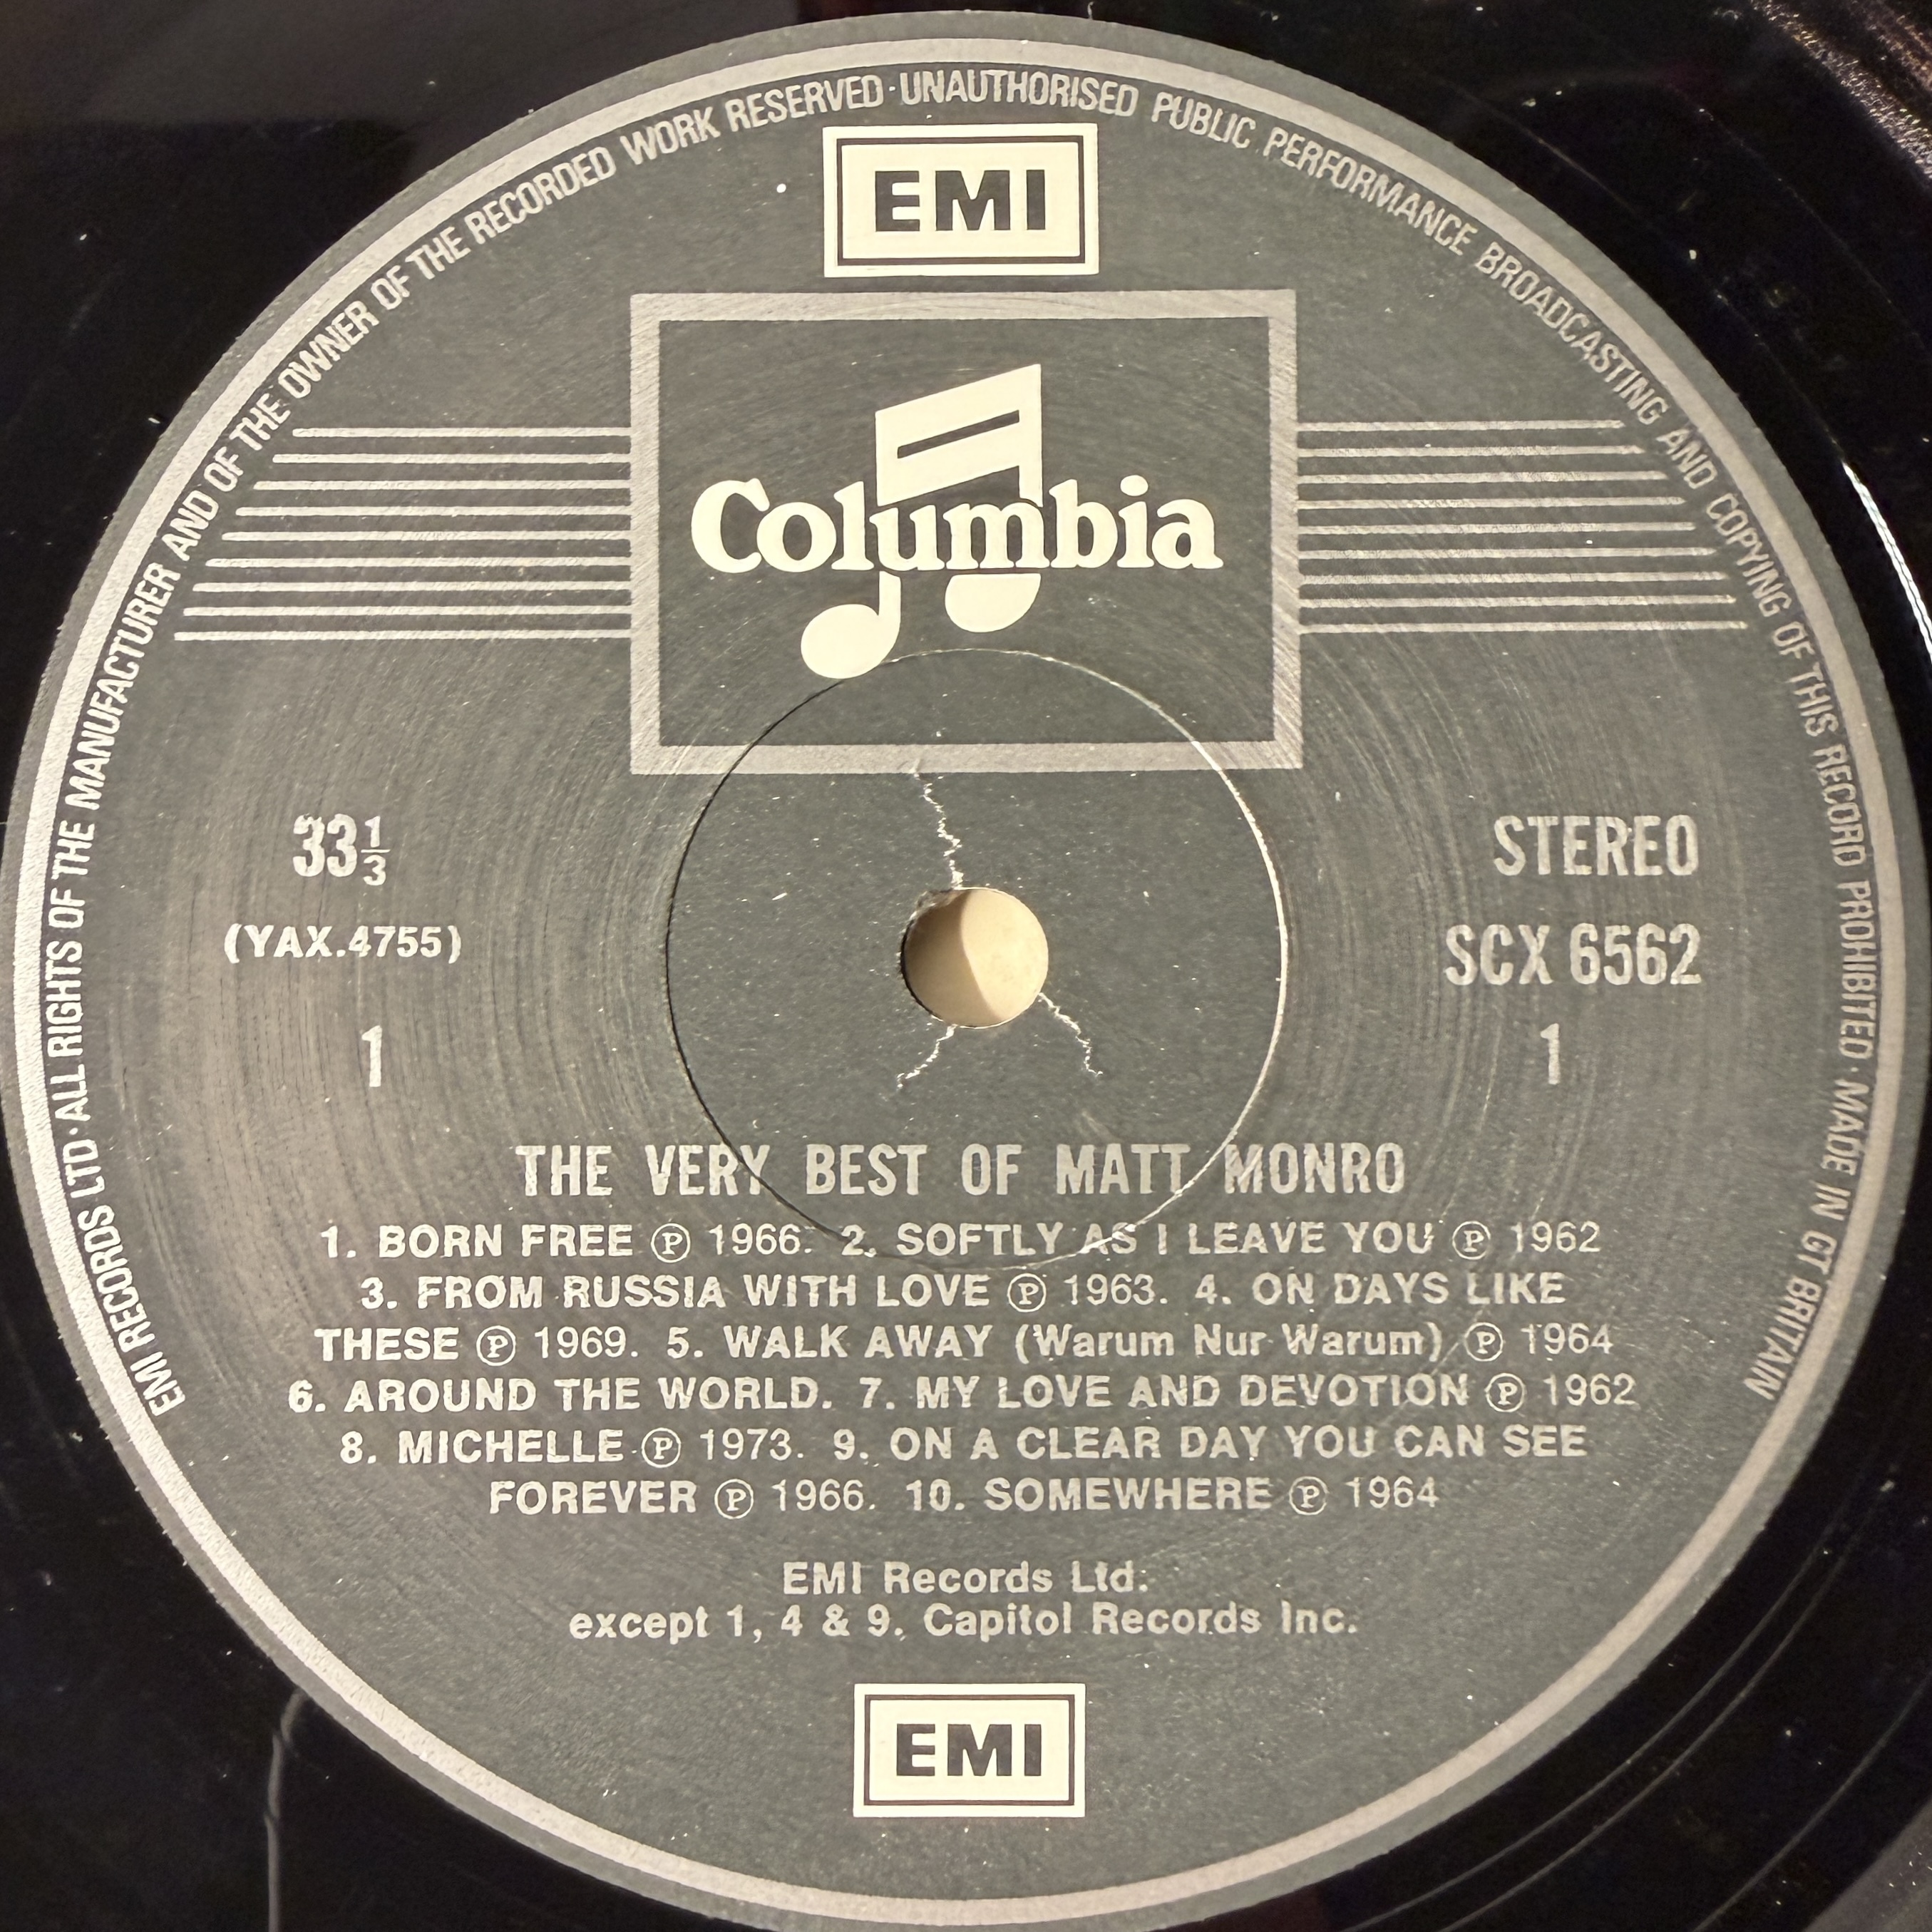 EMI RECORDS LTD · ALL RIGHTS OF THE MANUFACTURER AND OF THE OWNER OF THE RECORDED WORK RESERVED · UNAUTHORISED PUBLIC PERFORMANCE BROADCASTING AND COPYING OF THIS RECORD PROHIBITED · MADE IN GT BRITAIN
EMI
Columbia
33⅓
STEREO
(YAX.4755)
SCX 6562
1
1
THE VERY BEST OF MATT MONRO
1. BORN FREE Ⓟ 1966. 2. SOFTLY AS I LEAVE YOU Ⓟ 1962
3. FROM RUSSIA WITH LOVE Ⓟ 1963. 4. ON DAYS LIKE
THESE Ⓟ 1969. 5. WALK AWAY (Warum Nur Warum) Ⓟ 1964
6. AROUND THE WORLD. 7. MY LOVE AND DEVOTION Ⓟ 1962
8. MICHELLE Ⓟ 1973. 9. ON A CLEAR DAY YOU CAN SEE
FOREVER Ⓟ 1966. 10. SOMEWHERE Ⓟ 1964
EMI Records Ltd.
except 1, 4 & 9. Capitol Records Inc.
EMI